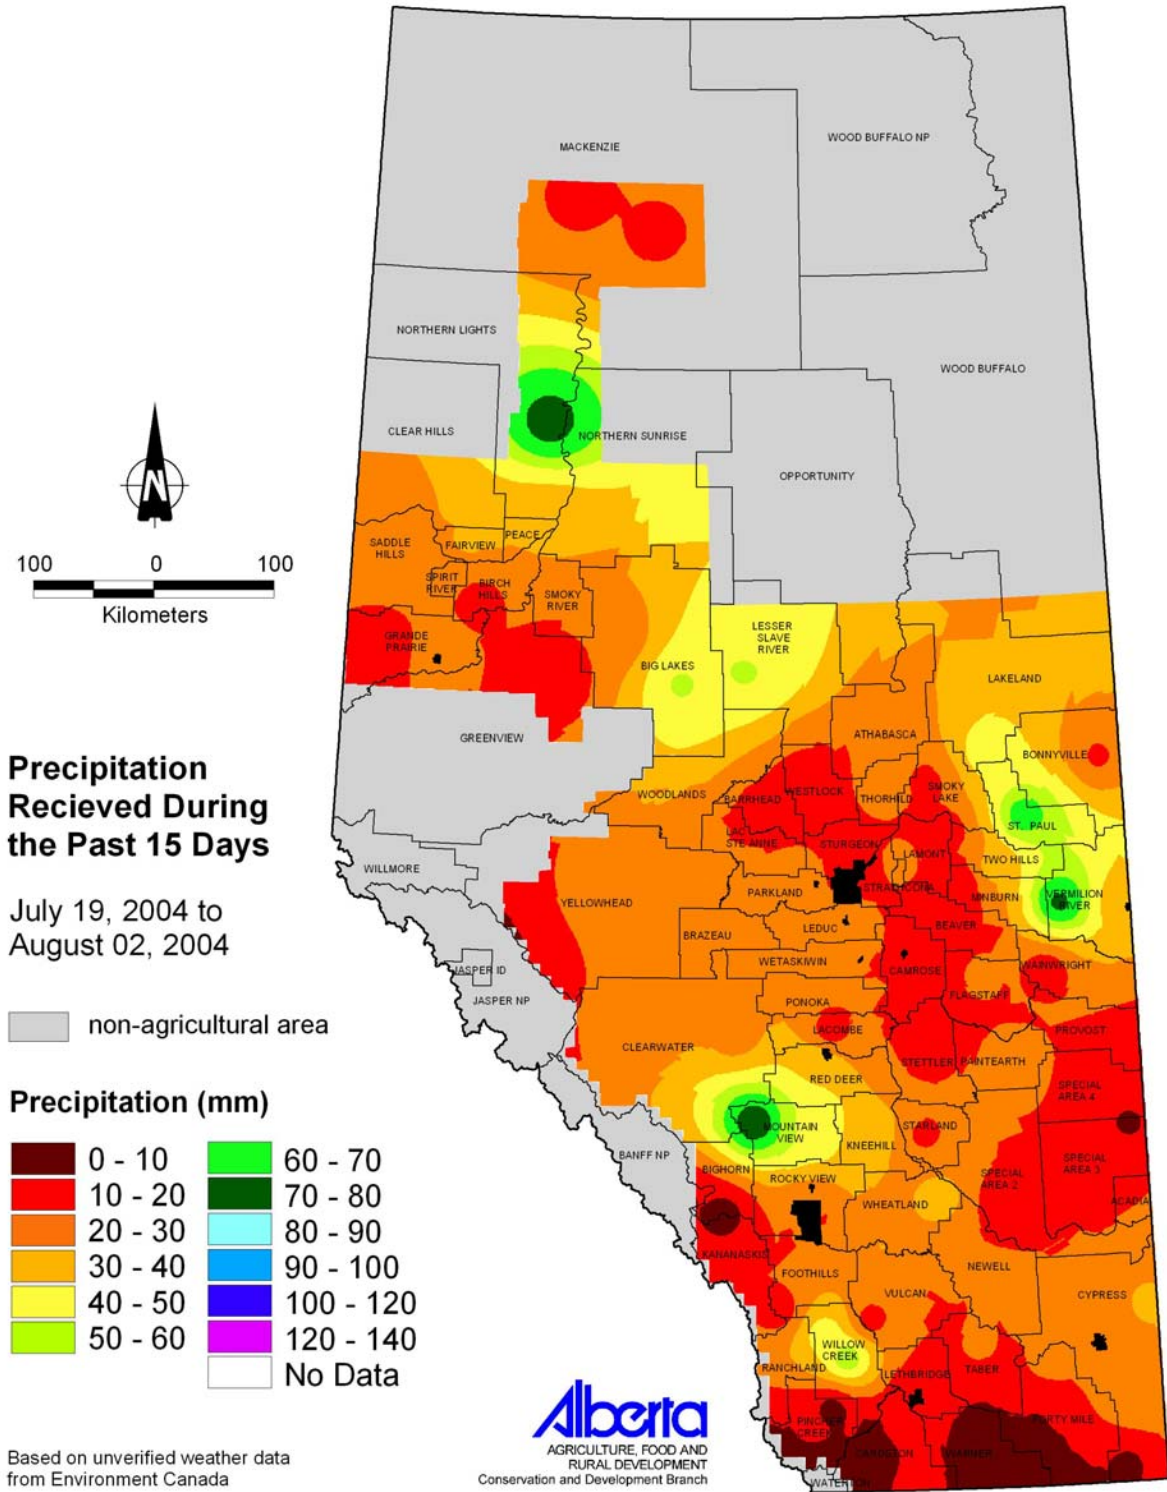 MACKENZIE
WOOD BUFFALO NP
NORTHERN LIGHTS
WOOD BUFFALO
CLEAR HILLS
NORTHERN SUNRISE
OPPORTUNITY
N
100 0 100
Kilometers
SADDLE
HILLS
FAIRVIEW
PEACE
SPIRIT
RIVER
BIRCH
HILLS
SMOKY
RIVER
GRANDE
PRAIRIE
LESSER
SLAVE
RIVER
BIG LAKES
LAKELAND
GREENVIEW
ATHABASCA
BONNYVILLE
WOODLANDS
BARRHEAD
WESTLOCK
THORHILD
SMOKY
LAKE
ST. PAUL
LAC
STE ANNE
STURGEON
LAMONT
TWO HILLS
WILLMORE
YELLOWHEAD
PARKLAND
STRATHCONA
MINBURN
VERMILION
RIVER
BRAZEAU
LEDUC
BEAVER
WETASKIWIN
CAMROSE
WAINWRIGHT
JASPER ID
JASPER NP
PONOKA
FLAGSTAFF
CLEARWATER
LACOMBE
PROVOST
STETTLER
PAINTEARTH
RED DEER
SPECIAL
AREA 4
MOUNTAIN
VIEW
STARLAND
KNEEHILL
BANFF NP
BIGHORN
ROCKY VIEW
SPECIAL
AREA 2
SPECIAL
AREA 3
ACADIA
WHEATLAND
KANANASKIS
FOOTHILLS
NEWELL
VULCAN
CYPRESS
WILLOW
CREEK
RANCHLAND
LETHBRIDGE
TABER
PINCHER
CREEK
FORTY MILE
CARDSTON
WARNER
WATERTON
Precipitation
Recieved During
the Past 15 Days
July 19, 2004 to
August 02, 2004
non-agricultural area
Precipitation (mm)
0 - 10
10 - 20
20 - 30
30 - 40
40 - 50
50 - 60
60 - 70
70 - 80
80 - 90
90 - 100
100 - 120
120 - 140
No Data
Based on unverified weather data
from Environment Canada
Alberta
AGRICULTURE, FOOD AND
RURAL DEVELOPMENT
Conservation and Development Branch